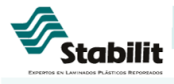 Stabilit
EXPERTOS EN LAMINADOS PLÁSTICOS REFORZADOS